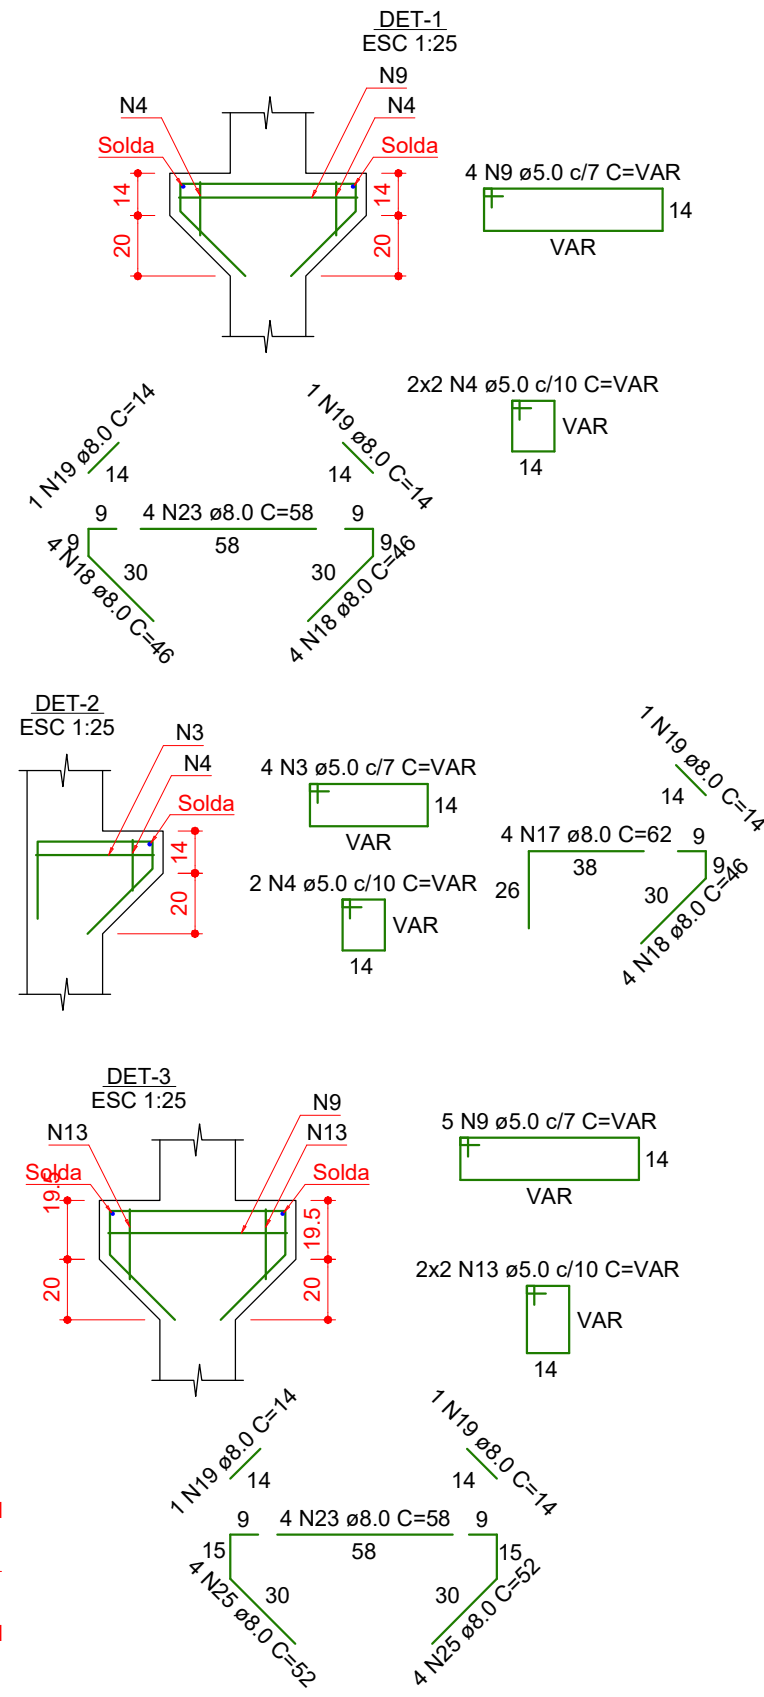 DET-1
ESC 1:25
N9
N4
N4
Solda
Solda
14
20
14
20
4 N9 ø5.0 c/7 C=VAR
14
VAR
2x2 N4 ø5.0 c/10 C=VAR
VAR
14
1 N19 ø8.0 C=14
14
1 N19 ø8.0 C=14
14
9
4 N23 ø8.0 C=58
9
58
9
30
4 N18 ø8.0 C=46
9
30
4 N18 ø8.0 C=46
DET-2
ESC 1:25
N3
N4
Solda
14
20
4 N3 ø5.0 c/7 C=VAR
14
VAR
2 N4 ø5.0 c/10 C=VAR
VAR
14
1 N19 ø8.0 C=14
14
4 N17 ø8.0 C=62
9
38
26
9
30
4 N18 ø8.0 C=46
DET-3
ESC 1:25
N9
N13
N13
Solda
Solda
19.5
20
19.5
20
5 N9 ø5.0 c/7 C=VAR
14
VAR
2x2 N13 ø5.0 c/10 C=VAR
VAR
14
1 N19 ø8.0 C=14
14
1 N19 ø8.0 C=14
14
9
4 N23 ø8.0 C=58
9
58
15
30
4 N25 ø8.0 C=52
15
30
4 N25 ø8.0 C=52